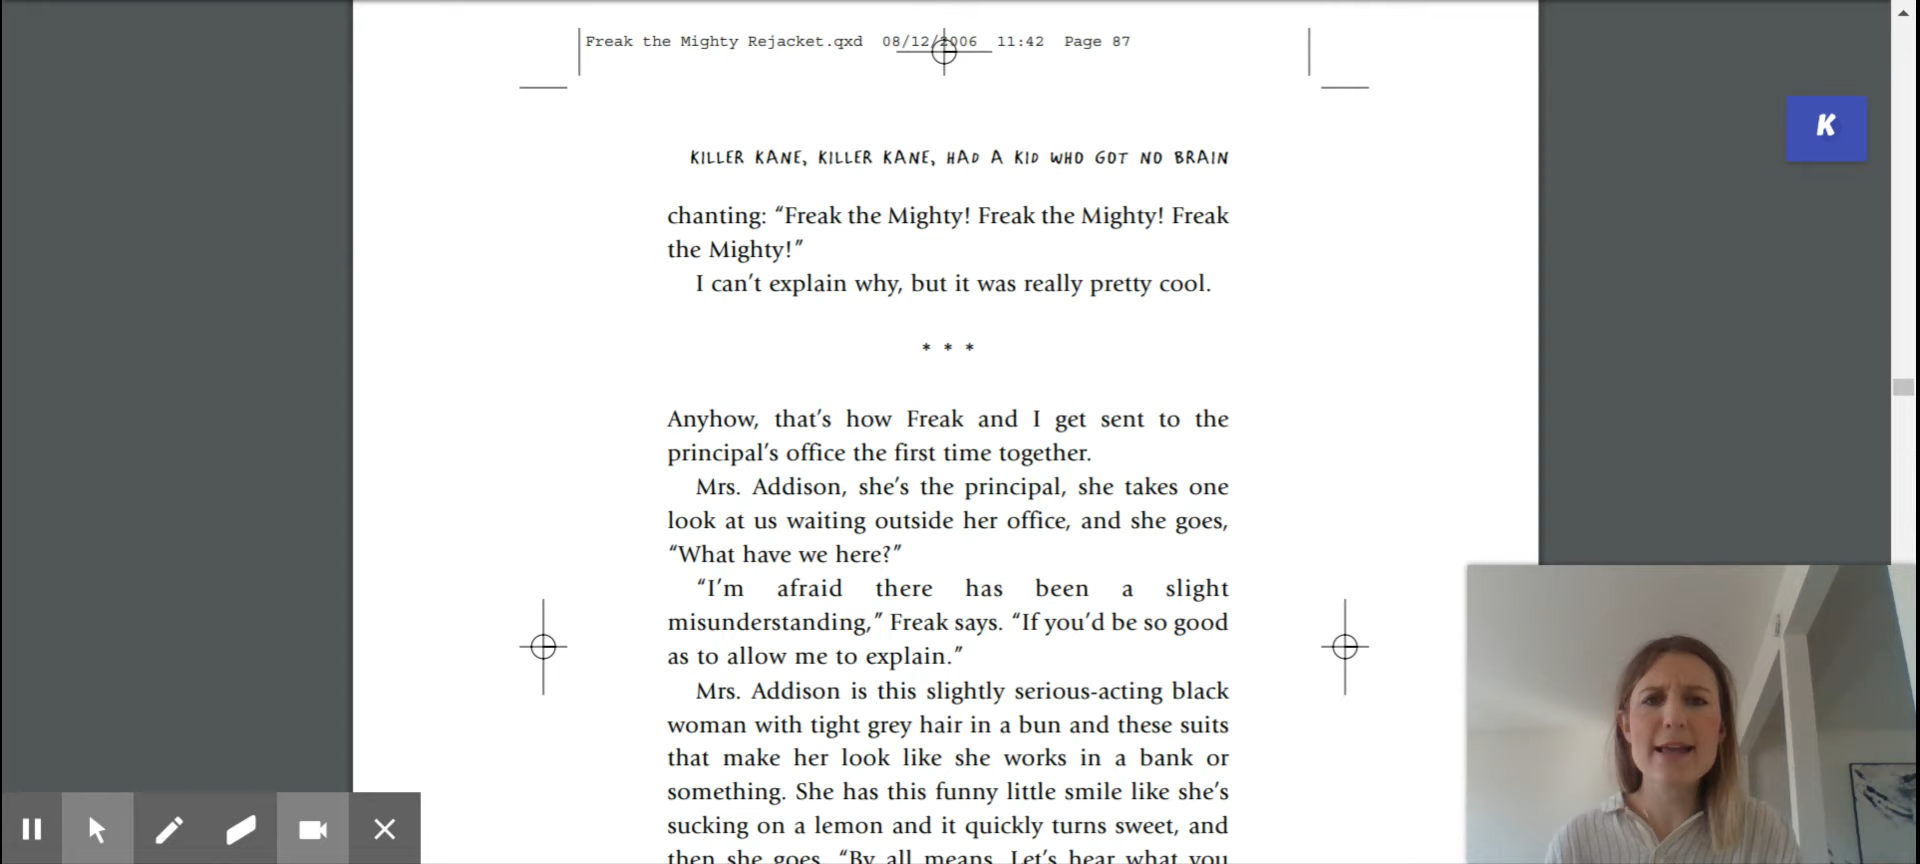 Freak the Mighty Rejacket.qxd 08/12/2006 11:42 Page 87
K
KILLER KANE, KILLER KANE, HAD A KID WHO GOT NO BRAIN
chanting: “Freak the Mighty! Freak the Mighty! Freak
the Mighty!”
I can’t explain why, but it was really pretty cool.
* * *
Anyhow, that’s how Freak and I get sent to the
principal’s office the first time together.
Mrs. Addison, she’s the principal, she takes one
look at us waiting outside her office, and she goes,
“What have we here?”
“I’m afraid there has been a slight
misunderstanding,” Freak says. “If you’d be so good
as to allow me to explain.”
Mrs. Addison is this slightly serious-acting black
woman with tight grey hair in a bun and these suits
that make her look like she works in a bank or
something. She has this funny little smile like she’s
sucking on a lemon and it quickly turns sweet, and
then she goes, “By all means. Let’s hear what you